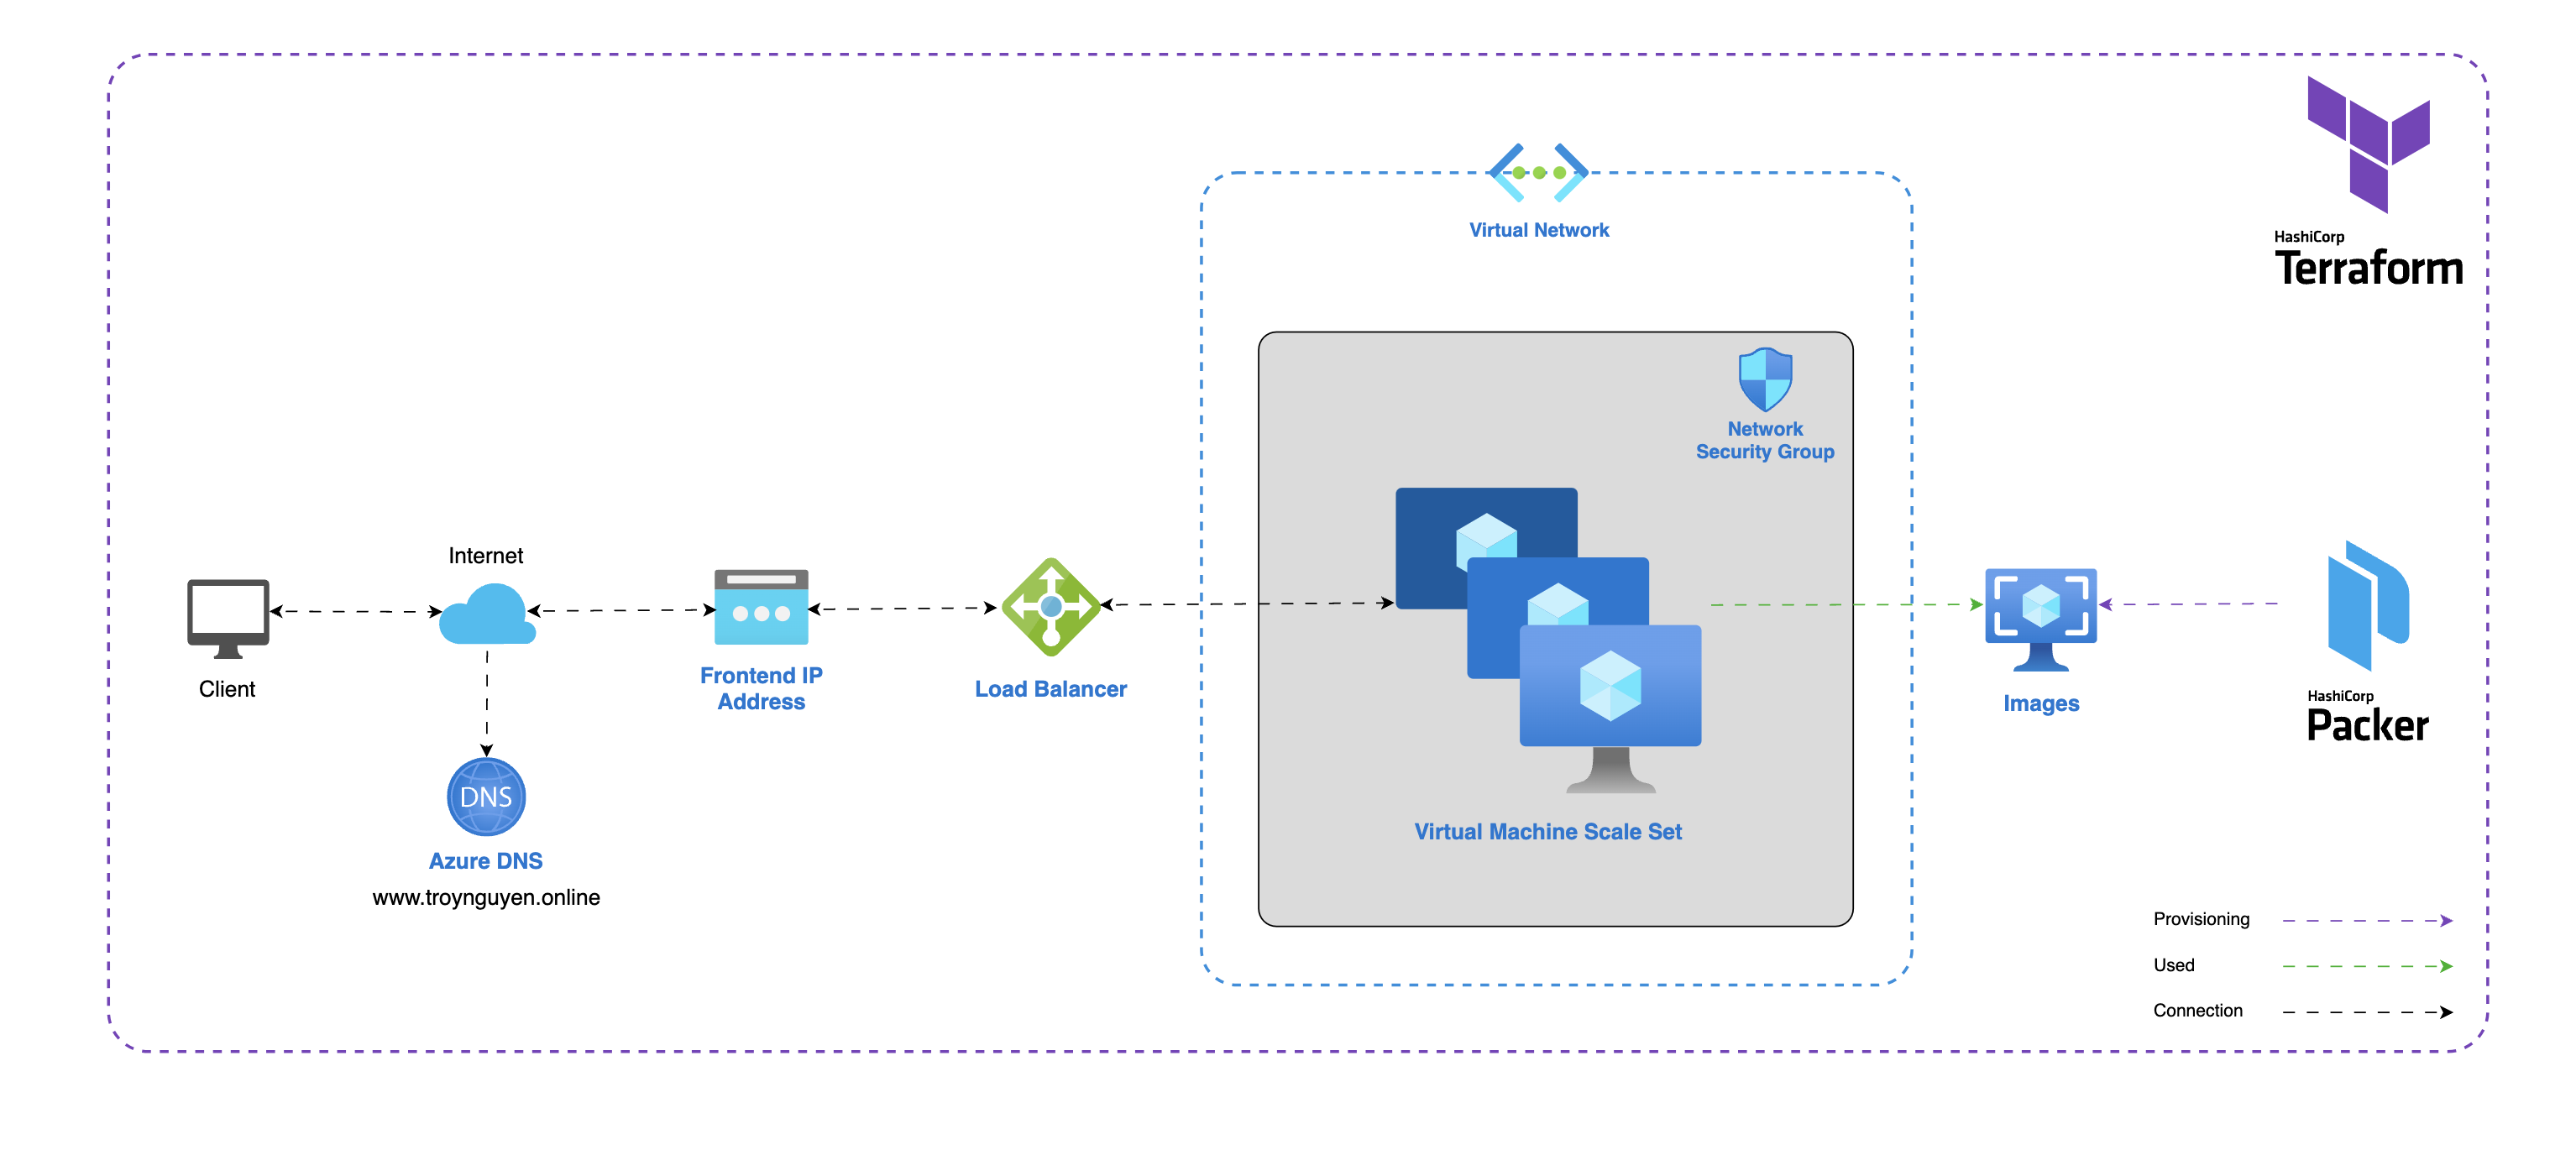 HashiCorp
Terraform
Virtual Network
Network
Security Group
Internet
Client
Frontend IP
Address
Load Balancer
Images
HashiCorp
Packer
DNS
Azure DNS
www.troynguyen.online
Virtual Machine Scale Set
Provisioning
Used
Connection